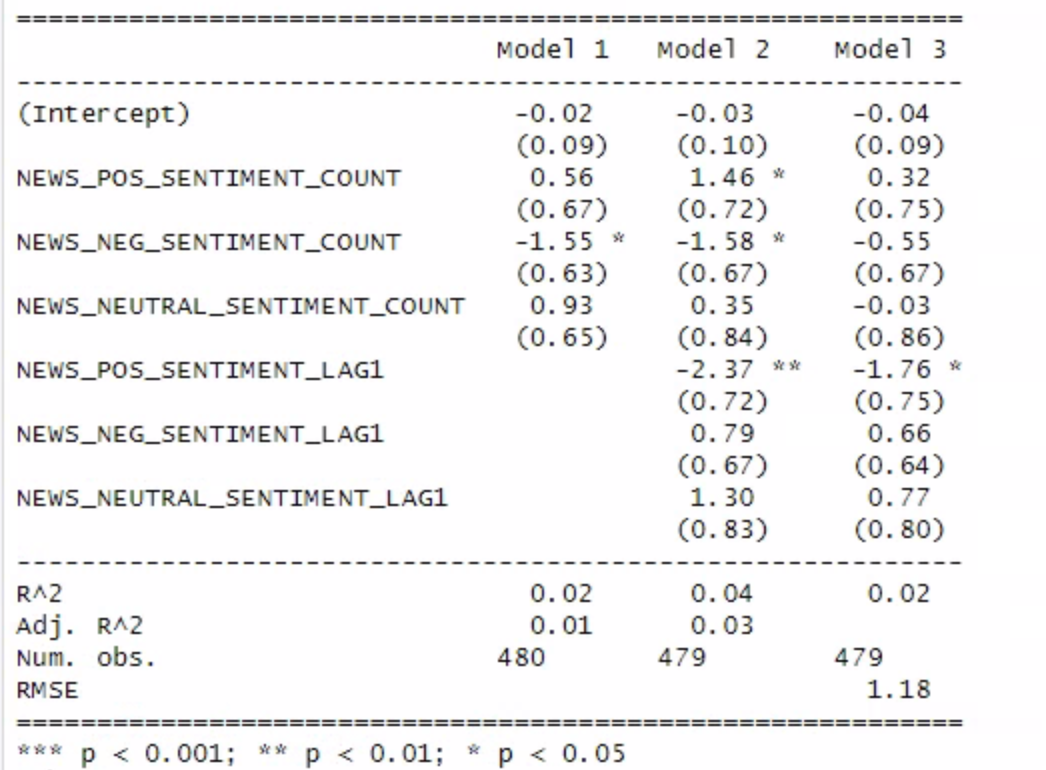 ===========================================================
                              Model 1   Model 2    Model 3
-----------------------------------------------------------
(Intercept)                    -0.02     -0.03      -0.04
                               (0.09)    (0.10)     (0.09)
NEWS_POS_SENTIMENT_COUNT        0.56      1.46 *     0.32
                               (0.67)    (0.72)     (0.75)
NEWS_NEG_SENTIMENT_COUNT       -1.55 *   -1.58 *    -0.55
                               (0.63)    (0.67)     (0.67)
NEWS_NEUTRAL_SENTIMENT_COUNT    0.93      0.35      -0.03
                               (0.65)    (0.84)     (0.86)
NEWS_POS_SENTIMENT_LAG1                  -2.37 **   -1.76 *
                                         (0.72)     (0.75)
NEWS_NEG_SENTIMENT_LAG1                   0.79       0.66
                                         (0.67)     (0.64)
NEWS_NEUTRAL_SENTIMENT_LAG1               1.30       0.77
                                         (0.83)     (0.80)
-----------------------------------------------------------
R^2                             0.02      0.04       0.02
Adj. R^2                        0.01      0.03
Num. obs.                     480       479        479
RMSE                                                 1.18
===========================================================
*** p < 0.001; ** p < 0.01; * p < 0.05